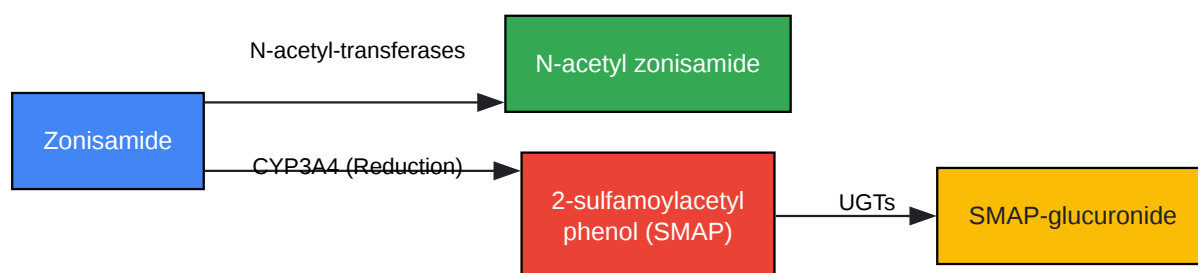 N-acetyl-transferases
N-acetyl zonisamide
Zonisamide
CYP3A4 (Reduction)
2-sulfamoylacetyl
phenol (SMAP)
UGTs
SMAP-glucuronide